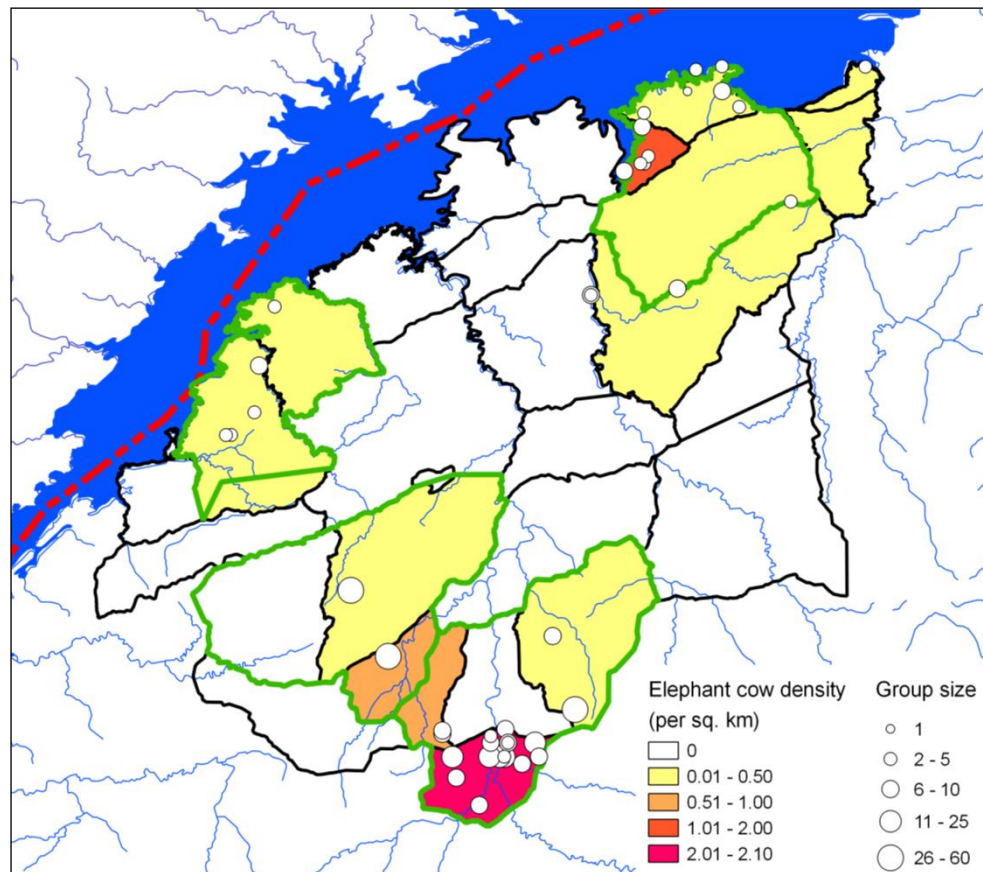 Elephant cow density
(per sq. km)
0
0.01 - 0.50
0.51 - 1.00
1.01 - 2.00
2.01 - 2.10
Group size
1
2 - 5
6 - 10
11 - 25
26 - 60